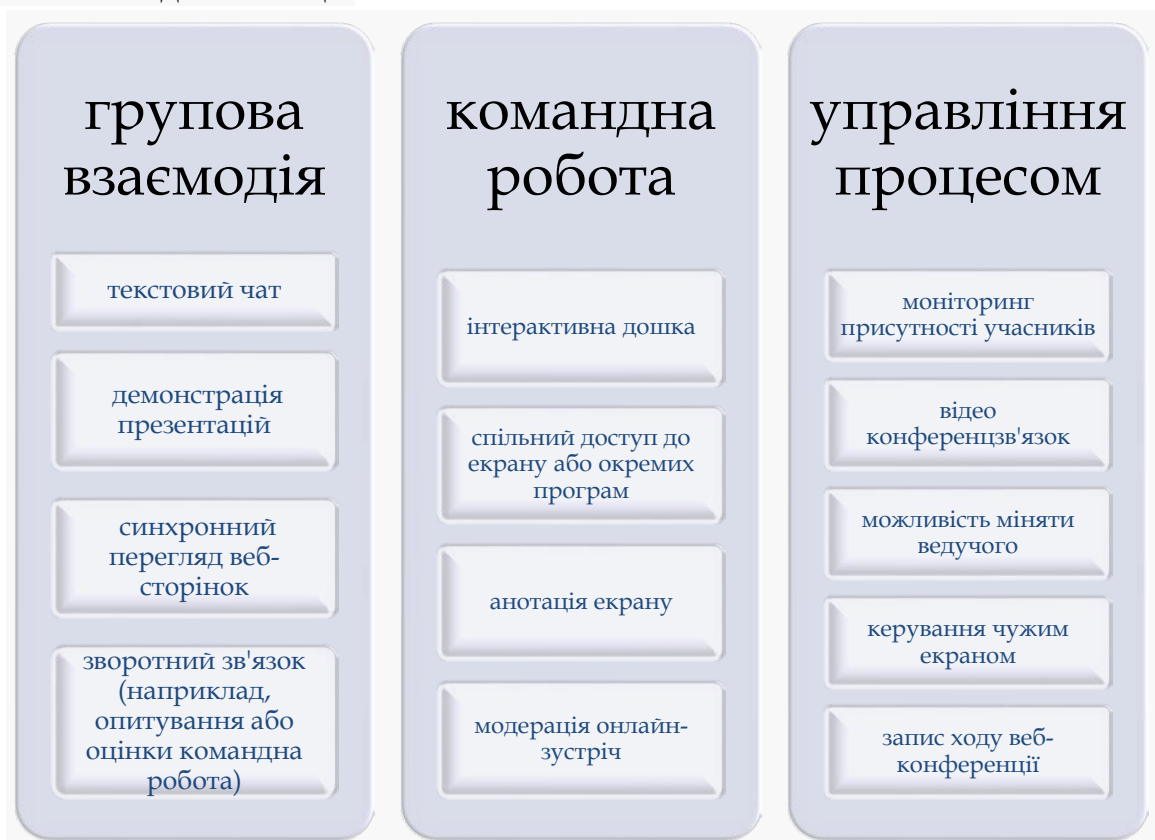 групова
взаємодія
текстовий чат
демонстрація
презентацій
синхронний
перегляд веб-
сторінок
зворотний зв'язок
(наприклад,
опитування або
оцінки командна
робота)
командна
робота
інтерактивна дошка
спільний доступ до
екрану або окремих
програм
анотація екрану
модерація онлайн-
зустріч
управління
процесом
моніторинг
присутності учасників
відео
конференцзв'язок
можливість міняти
ведучого
керування чужим
екраном
запис ходу веб-
конференції